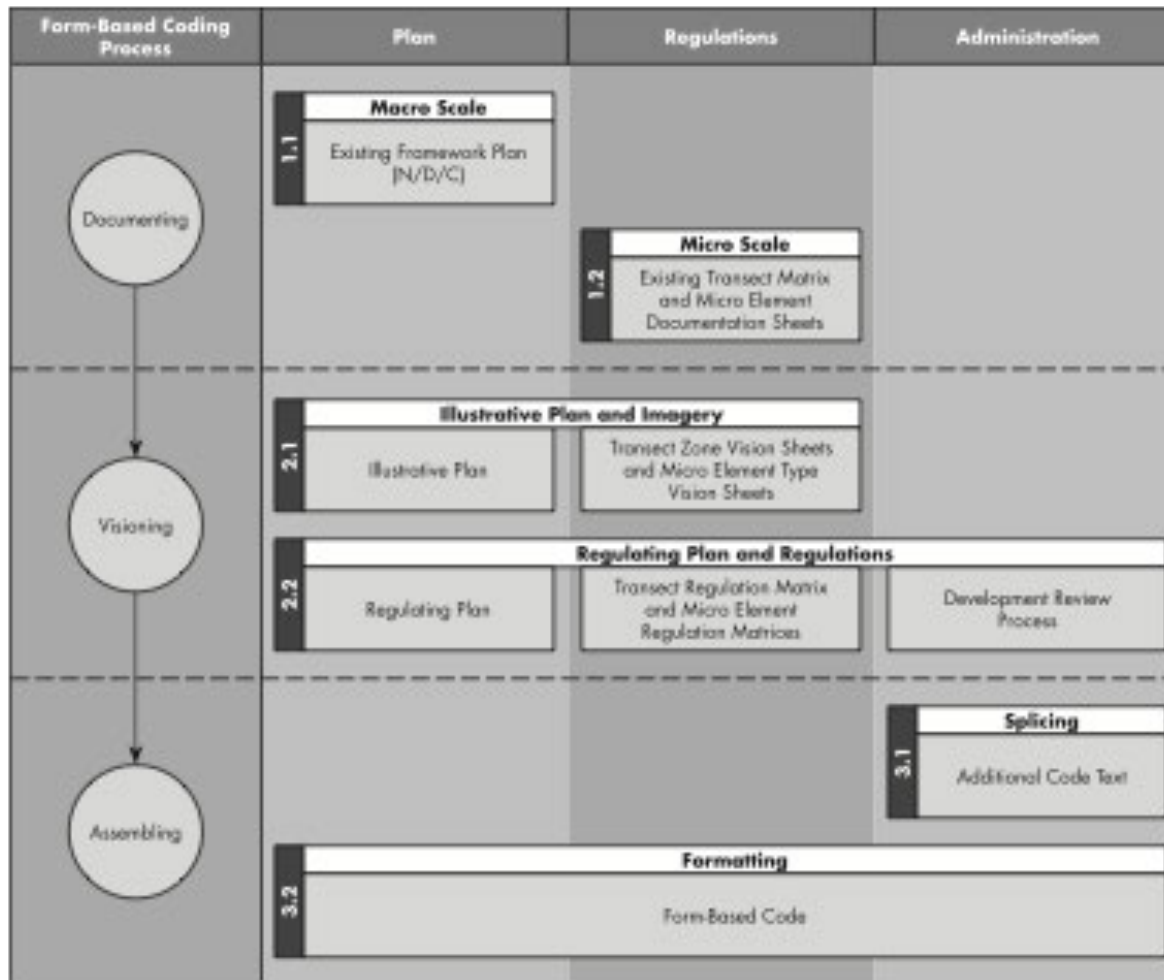 Form-Based Coding
Process
Plan
Regulations
Administration
Documenting
1.1
Macro Scale
Existing Framework Plan
(N/D/C)
1.2
Micro Scale
Existing Transect Matrix
and Micro Element
Documentation Sheets
Visioning
2.1
Illustrative Plan and Imagery
Illustrative Plan
Transect Zone Vision Sheets
and Micro Element Type
Vision Sheets
2.2
Regulating Plan and Regulations
Regulating Plan
Transect Regulation Matrix
and Micro Element
Regulation Matrices
Development Review
Process
Assembling
3.1
Splicing
Additional Code Text
3.2
Formatting
Form-Based Code